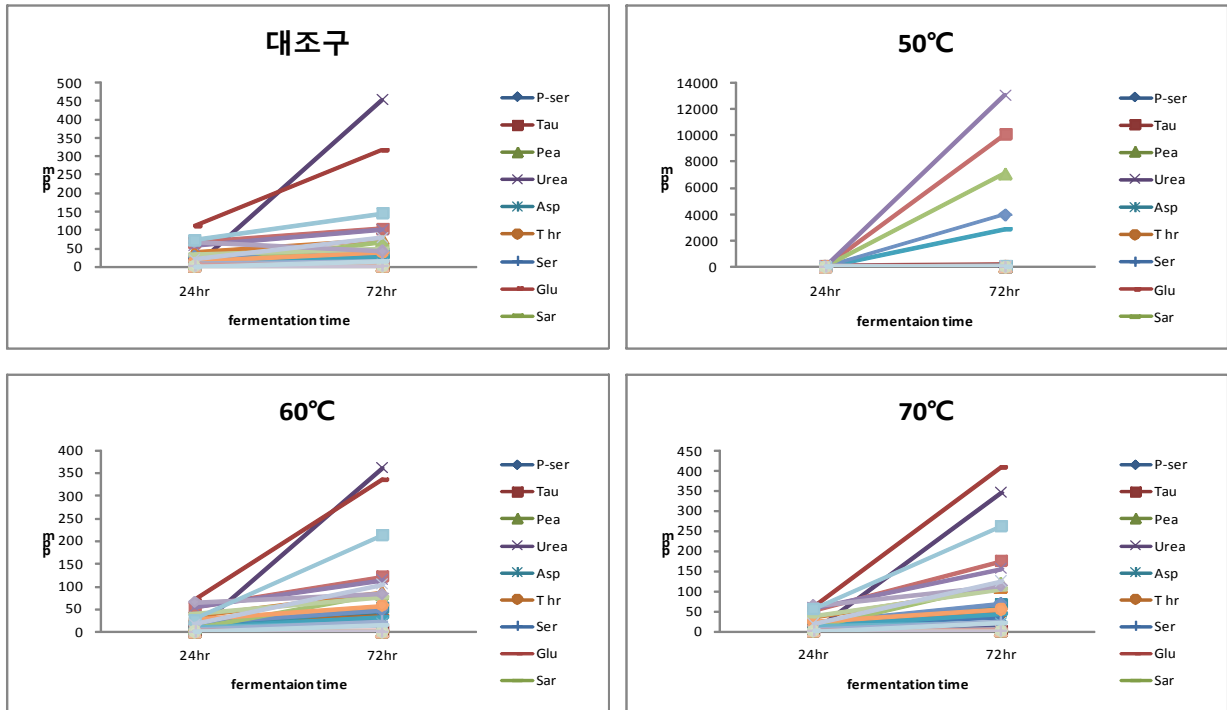 대조구
500
450
400
350
300
250
200
150
100
50
0
ppm
24hr 72hr
fermentation time
P-ser
Tau
Pea
Urea
Asp
T hr
Ser
Glu
Sar
50℃
14000
12000
10000
8000
6000
4000
2000
0
ppm
24hr 72hr
fermentaion time
P-ser
Tau
Pea
Urea
Asp
T hr
Ser
Glu
Sar
60℃
400
350
300
250
200
150
100
50
0
ppm
24hr 72hr
fermentaion time
P-ser
Tau
Pea
Urea
Asp
T hr
Ser
Glu
Sar
70℃
450
400
350
300
250
200
150
100
50
0
ppm
24hr 72hr
fermentaion time
P-ser
Tau
Pea
Urea
Asp
T hr
Ser
Glu
Sar